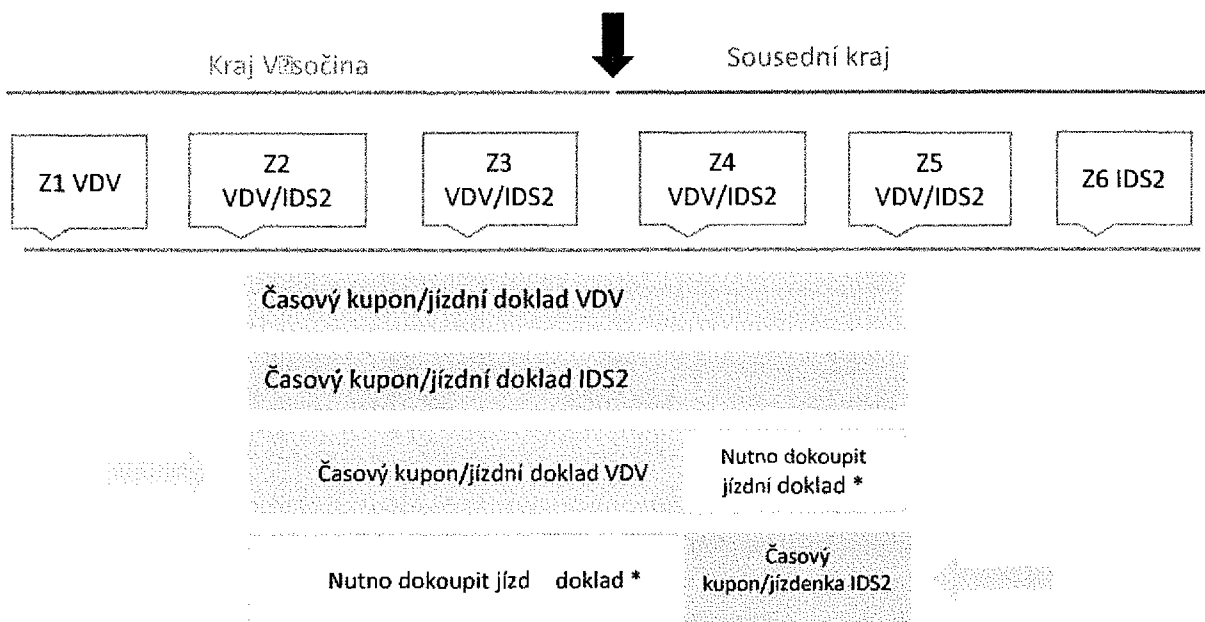 Kraj V⍰sočina
Sousední kraj
Z1 VDV
Z2
VDV/IDS2
Z3
VDV/IDS2
Z4
VDV/IDS2
Z5
VDV/IDS2
Z6 IDS2
Časový kupon/jízdní doklad VDV
Časový kupon/jízdní doklad IDS2
Časový kupon/jízdní doklad VDV
Nutno dokoupit
jízdní doklad *
Nutno dokoupit jízd doklad *
Časový
kupon/jízdenka IDS2